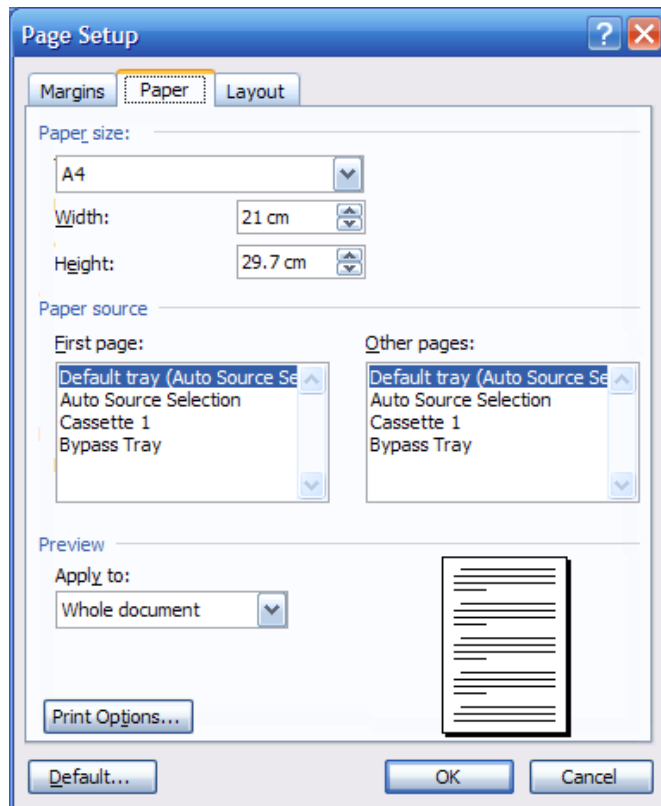 Page Setup
Margins Paper Layout
Paper size:
A4
Width: 21 cm
Height: 29.7 cm
Paper source
First page: Other pages:
Default tray (Auto Source Se Default tray (Auto Source Se
Auto Source Selection Auto Source Selection
Cassette 1 Cassette 1
Bypass Tray Bypass Tray
Preview
Apply to:
Whole document
Print Options...
Default... OK Cancel